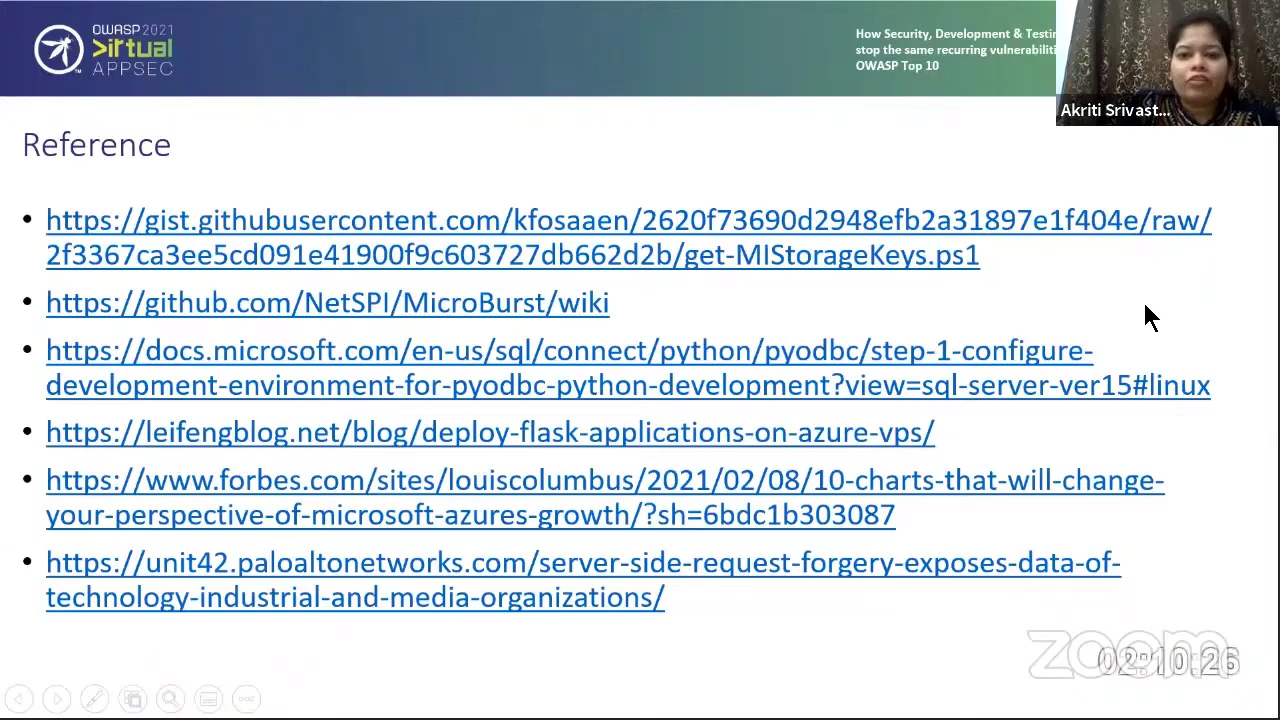 OWASP 2021
Virtual
APPSEC
How Security, Development & Testin
stop the same recurring vulnerabiliti
OWASP Top 10
Akriti Srivast...
Reference
• https://gist.githubusercontent.com/kfosaaen/2620f73690d2948efb2a31897e1f404e/raw/
2f3367ca3ee5cd091e41900f9c603727db662d2b/get-MIStorageKeys.ps1
• https://github.com/NetSPI/MicroBurst/wiki
• https://docs.microsoft.com/en-us/sql/connect/python/pyodbc/step-1-configure-
development-environment-for-pyodbc-python-development?view=sql-server-ver15#linux
• https://leifengblog.net/blog/deploy-flask-applications-on-azure-vps/
• https://www.forbes.com/sites/louiscolumbus/2021/02/08/10-charts-that-will-change-
your-perspective-of-microsoft-azures-growth/?sh=6bdc1b303087
• https://unit42.paloaltonetworks.com/server-side-request-forgery-exposes-data-of-
technology-industrial-and-media-organizations/
zoom
02:10:26